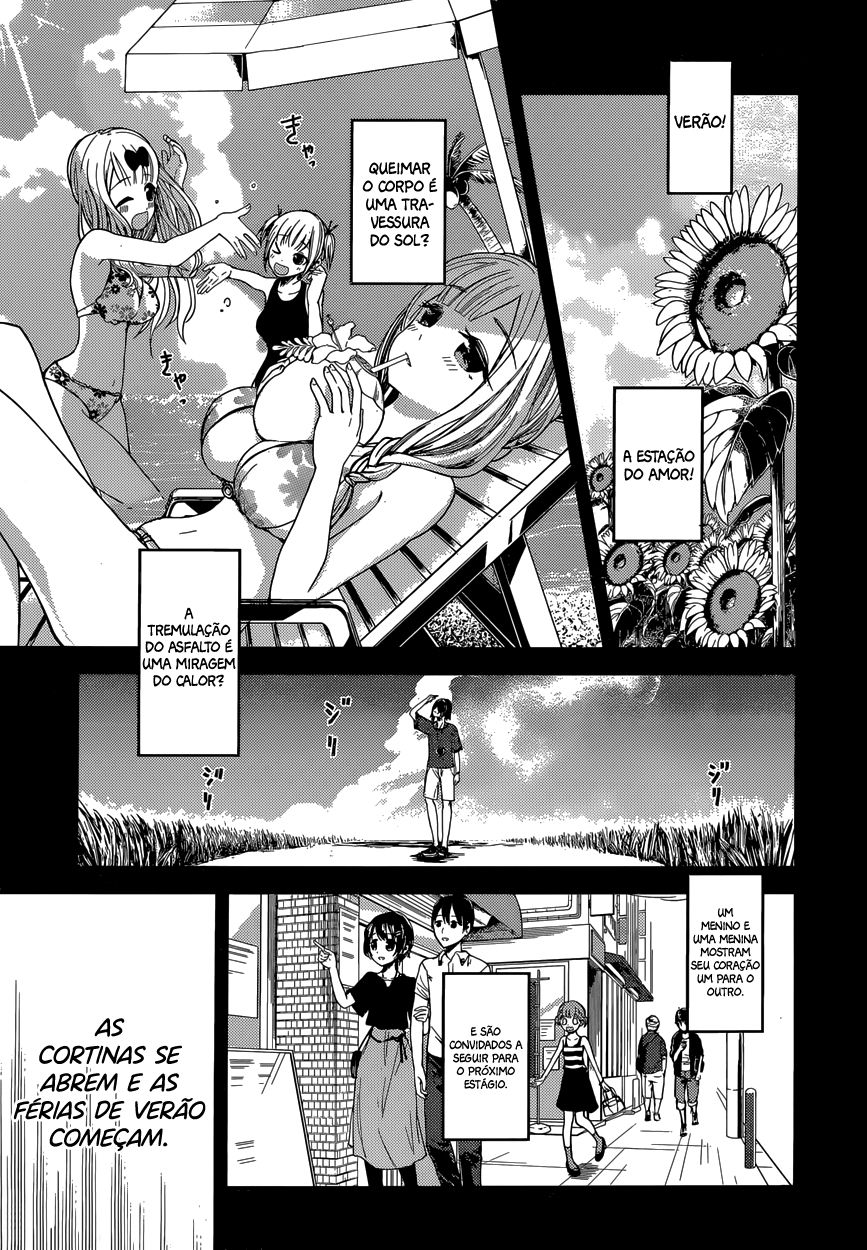 VERÃO!
A ESTAÇÃO
DO AMOR!
QUEIMAR
O CORPO É
UMA TRA-
VESSURA
DO SOL?
きゃっ
きゃっ
A
TREMULAÇÃO
DO ASFALTO É
UMA MIRAGEM
DO CALOR?
ジリ
ジリ
ジリ
UM
MENINO E
UMA MENINA
MOSTRAM
SEU CORAÇÃO
UM PARA O
OUTRO.
E SÃO
CONVIDADOS A
SEGUIR PARA
O PRÓXIMO
ESTÁGIO.
AS
CORTINAS SE
ABREM E AS
FÉRIAS DE VERÃO
COMEÇAM.